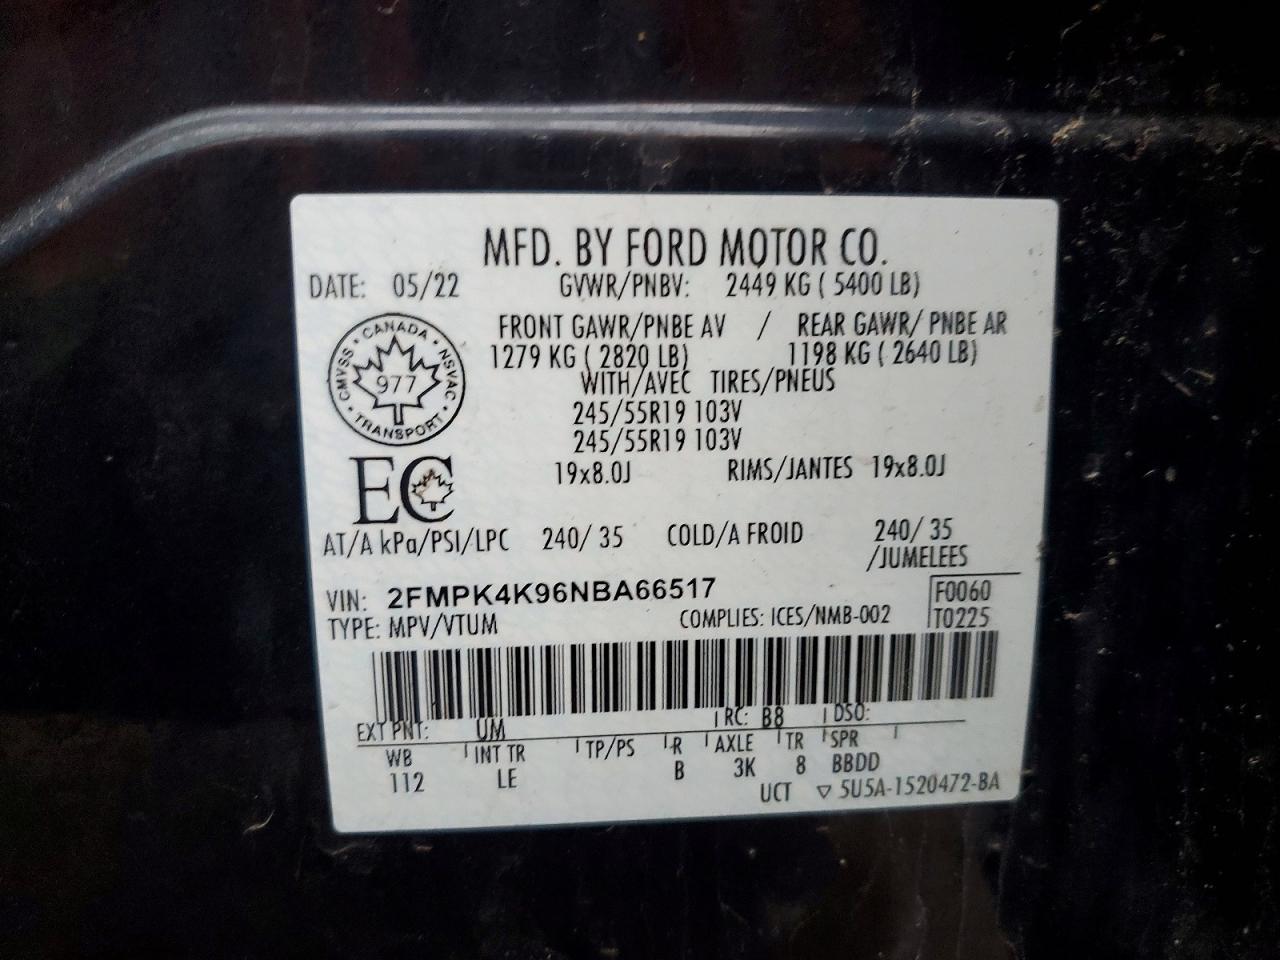 MFD. BY FORD MOTOR CO.
DATE: 05/22 GVWR/PNBV: 2449 KG ( 5400 LB)
FRONT GAWR/PNBE AV / REAR GAWR/ PNBE AR
1279 KG ( 2820 LB) 1198 KG ( 2640 LB)
WITH/AVEC TIRES/PNEUS
245/55R19 103V
245/55R19 103V
19x8.0J RIMS/JANTES 19x8.0J
CANADA • NSVAC • TRANSPORT • CMVSS •
977
EC
AT/A kPa/PSI/LPC 240/ 35 COLD/A FROID 240/ 35
/JUMELEES
VIN: 2FMPK4K96NBA66517 F0060
TYPE: MPV/VTUM COMPLIES: ICES/NMB-002 T0225
EXT PNT: UM RC: B8 DSO:
WB INT TR TP/PS R AXLE TR SPR
112 LE B 3K 8 BBDD
UCT ▽ 5U5A-1520472-BA